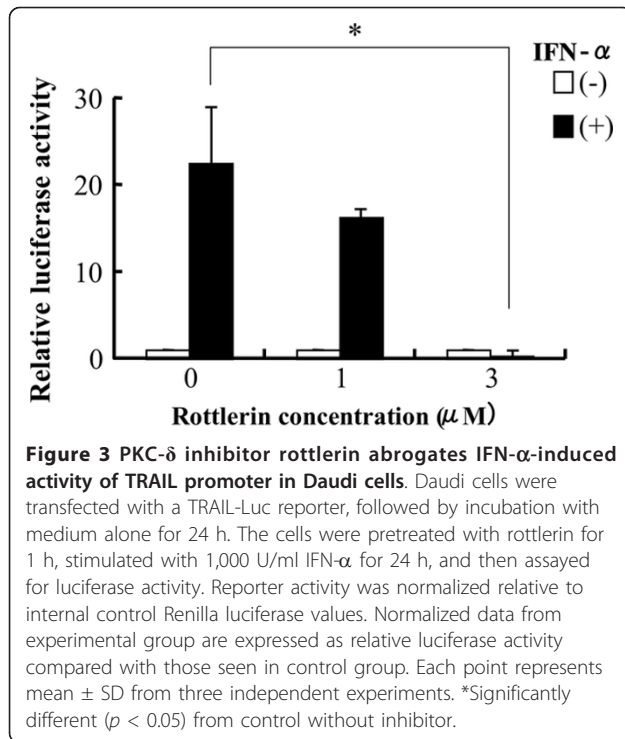 *
IFN-α
(-)
(+)
Relative luciferase activity
30
20
10
0
0
1
3
Rottlerin concentration (μM)
Figure 3 PKC-δ inhibitor rottlerin abrogates IFN-α-induced
activity of TRAIL promoter in Daudi cells. Daudi cells were
transfected with a TRAIL-Luc reporter, followed by incubation with
medium alone for 24 h. The cells were pretreated with rottlerin for
1 h, stimulated with 1,000 U/ml IFN-α for 24 h, and then assayed
for luciferase activity. Reporter activity was normalized relative to
internal control Renilla luciferase values. Normalized data from
experimental group are expressed as relative luciferase activity
compared with those seen in control group. Each point represents
mean ± SD from three independent experiments. *Significantly
different (p < 0.05) from control without inhibitor.